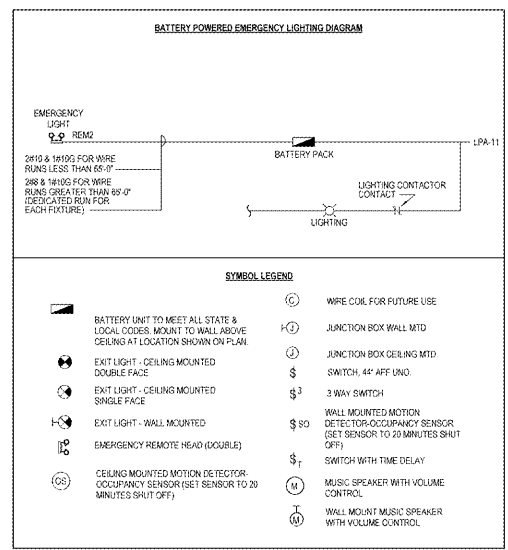 BATTERY POWERED EMERGENCY LIGHTING DIAGRAM
EMERGENCY
LIGHT
REM2
LPA-11
BATTERY PACK
2#10 & 1#10G FOR WIRE
RUNS LESS THAN 55'-0"
2#8 & 1#10G FOR WIRE
RUNS GREATER THAN 65'-0"
(DEDICATED RUN FOR
EACH FIXTURE)
LIGHTING CONTACTOR
CONTACT
LIGHTING
SYMBOL LEGEND
BATTERY UNIT TO MEET ALL STATE &
LOCAL CODES. MOUNT TO WALL ABOVE
CEILING AT LOCATION SHOWN ON PLAN.
EXIT LIGHT - CEILING MOUNTED
DOUBLE FACE
EXIT LIGHT - CEILING MOUNTED
SINGLE FACE
EXIT LIGHT - WALL MOUNTED
EMERGENCY REMOTE HEAD (DOUBLE)
OS
CEILING MOUNTED MOTION DETECTOR-
OCCUPANCY SENSOR (SET SENSOR TO 20
MINUTES SHUT OFF)
C WIRE COIL FOR FUTURE USE
J JUNCTION BOX WALL MTD
J JUNCTION BOX CEILING MTD.
$ SWITCH, 44" AFF UNO.
$3 3 WAY SWITCH
$ SO
WALL MOUNTED MOTION
DETECTOR-OCCUPANCY SENSOR
(SET SENSOR TO 20 MINUTES SHUT
OFF)
$T SWITCH WITH TIME DELAY
M
MUSIC SPEAKER WITH VOLUME
CONTROL
M
WALL MOUNT MUSIC SPEAKER
WITH VOLUME CONTROL